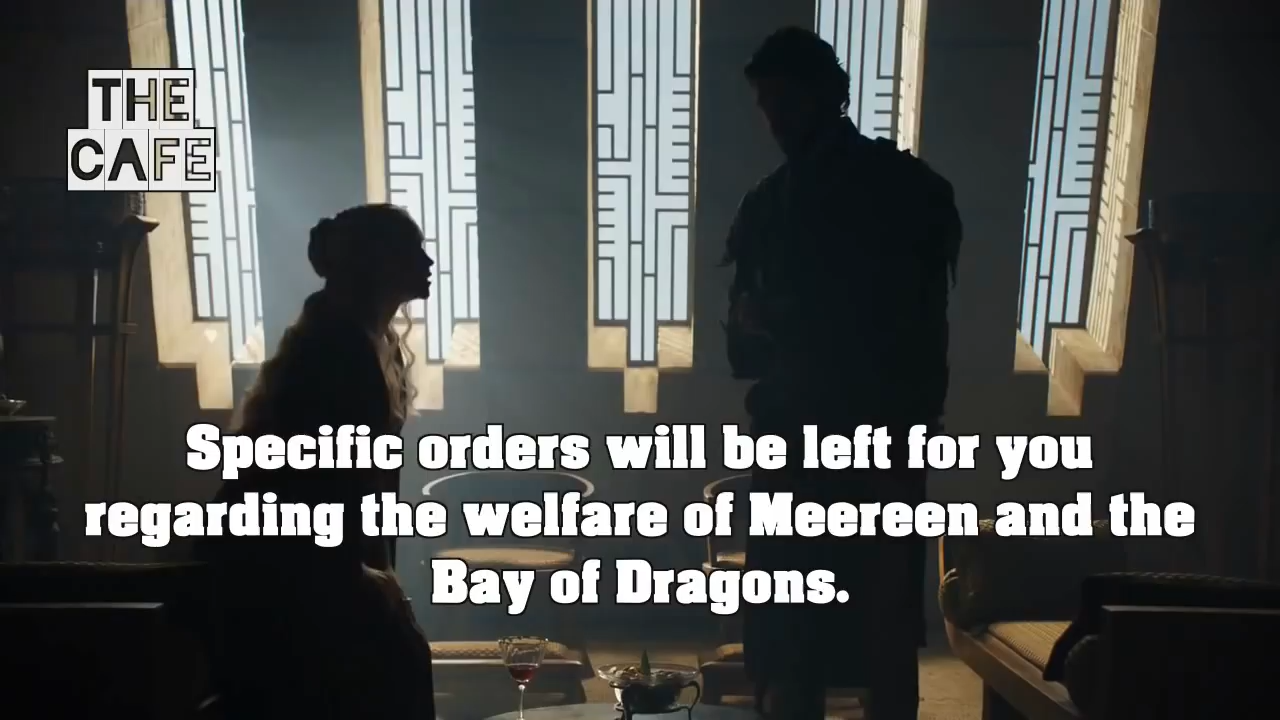 THE
CAFE
Specific orders will be left for you
regarding the welfare of Meereen and the
Bay of Dragons.